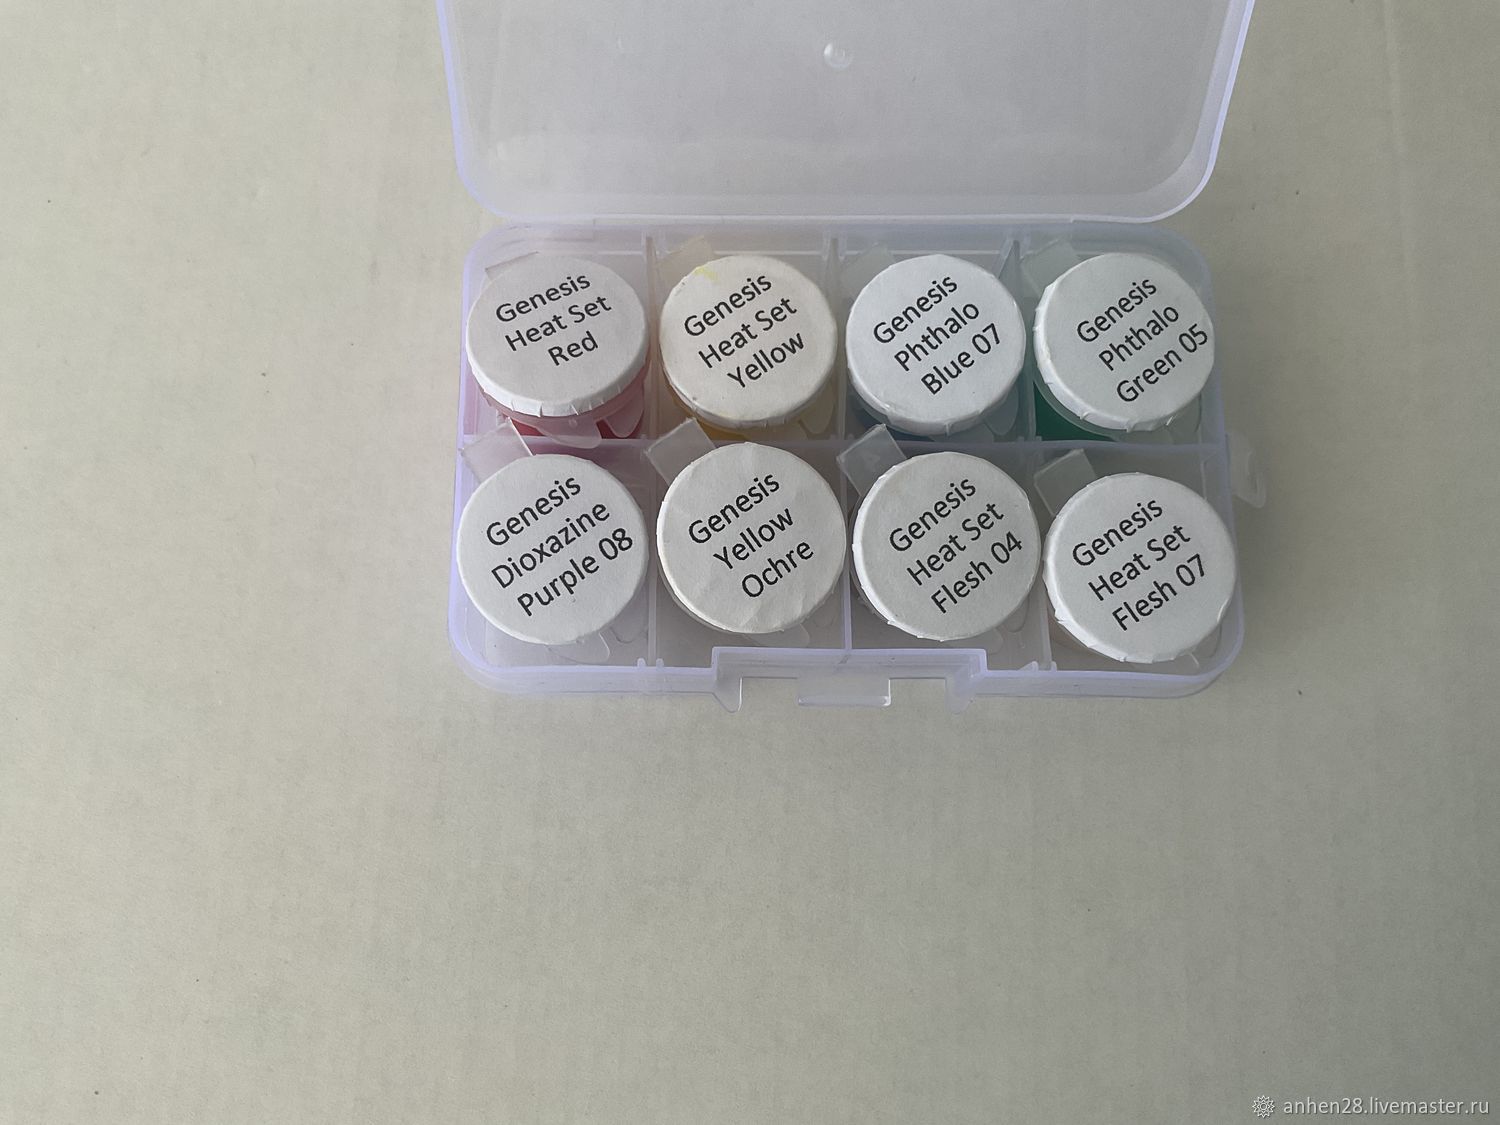 Genesis
Heat Set
Red
Genesis
Heat Set
Yellow
Genesis
Phthalo
Blue 07
Genesis
Phthalo
Green 05
Genesis
Dioxazine
Purple 08
Genesis
Yellow
Ochre
Genesis
Heat Set
Flesh 04
Genesis
Heat Set
Flesh 07
anhen28.livemaster.ru